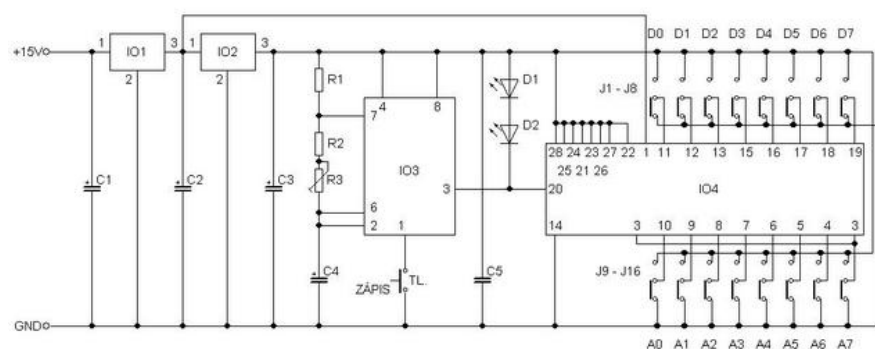 D0 D1 D2 D3 D4 D5 D6 D7
+15V 1 IO1 3 1 IO2 3
2 2
R1 D1
J1 - J8
4 8
7 D2
R2
28 24 23 27 22 1 11 12 13 15 16 17 18 19
25 21 26
C1 C2 C3 R3 IO3 3 20 IO4
6
2 1 14 3 10 9 8 7 6 5 4 3
C4 TL. C5 J9 - J16
ZÁPIS
GND
A0 A1 A2 A3 A4 A5 A6 A7